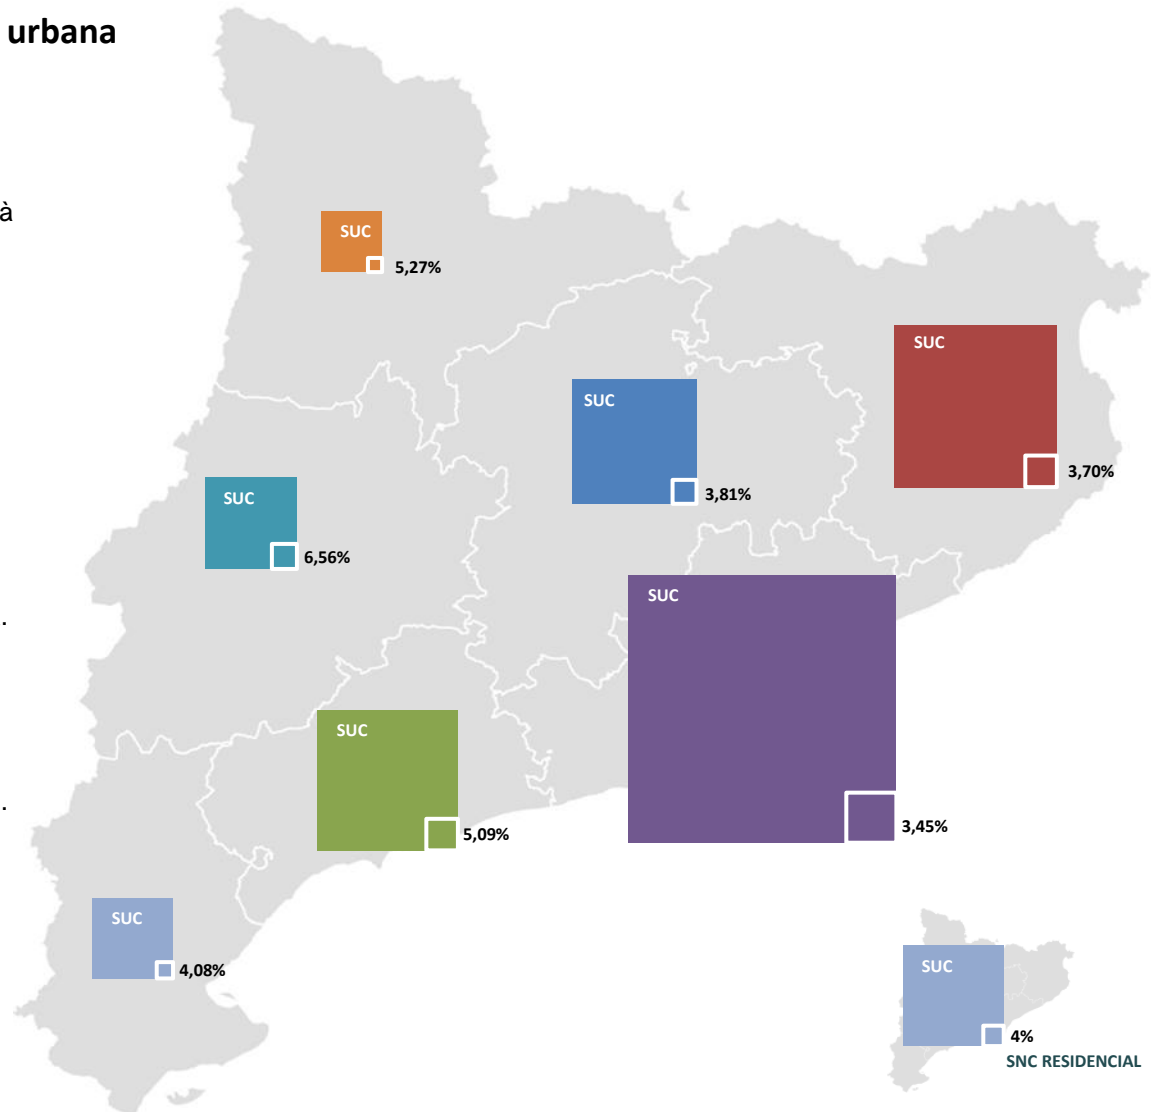 urbana
à
SUC
5,27%
SUC
3,70%
SUC
3,81%
SUC
6,56%
SUC
3,45%
.
SUC
5,09%
.
SUC
4,08%
SUC
4%
SNC RESIDENCIAL